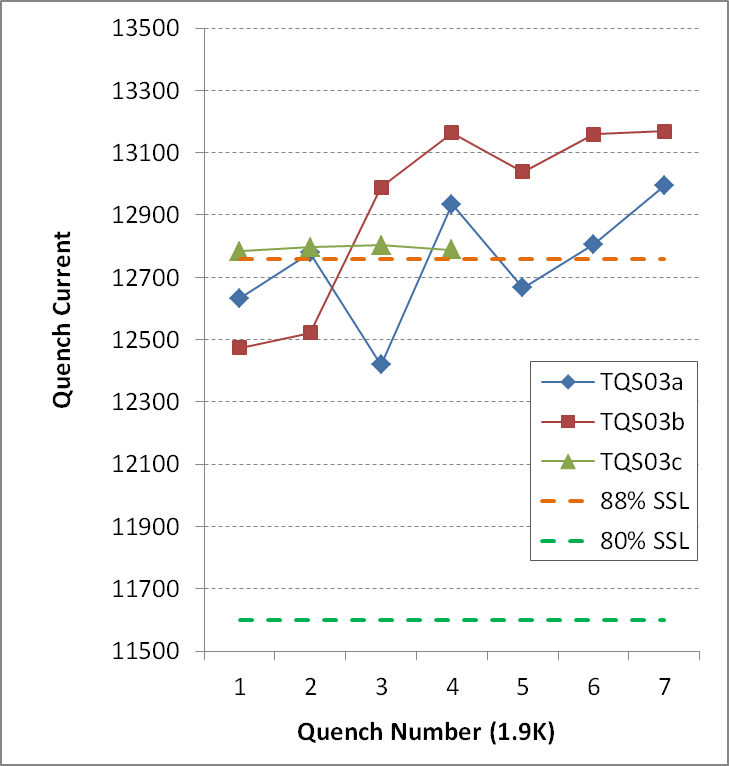 13500
13300
13100
12900
12700
12500
12300
12100
11900
11700
11500
Quench Current
TQS03a
TQS03b
TQS03c
88% SSL
80% SSL
1 2 3 4 5 6 7
Quench Number (1.9K)